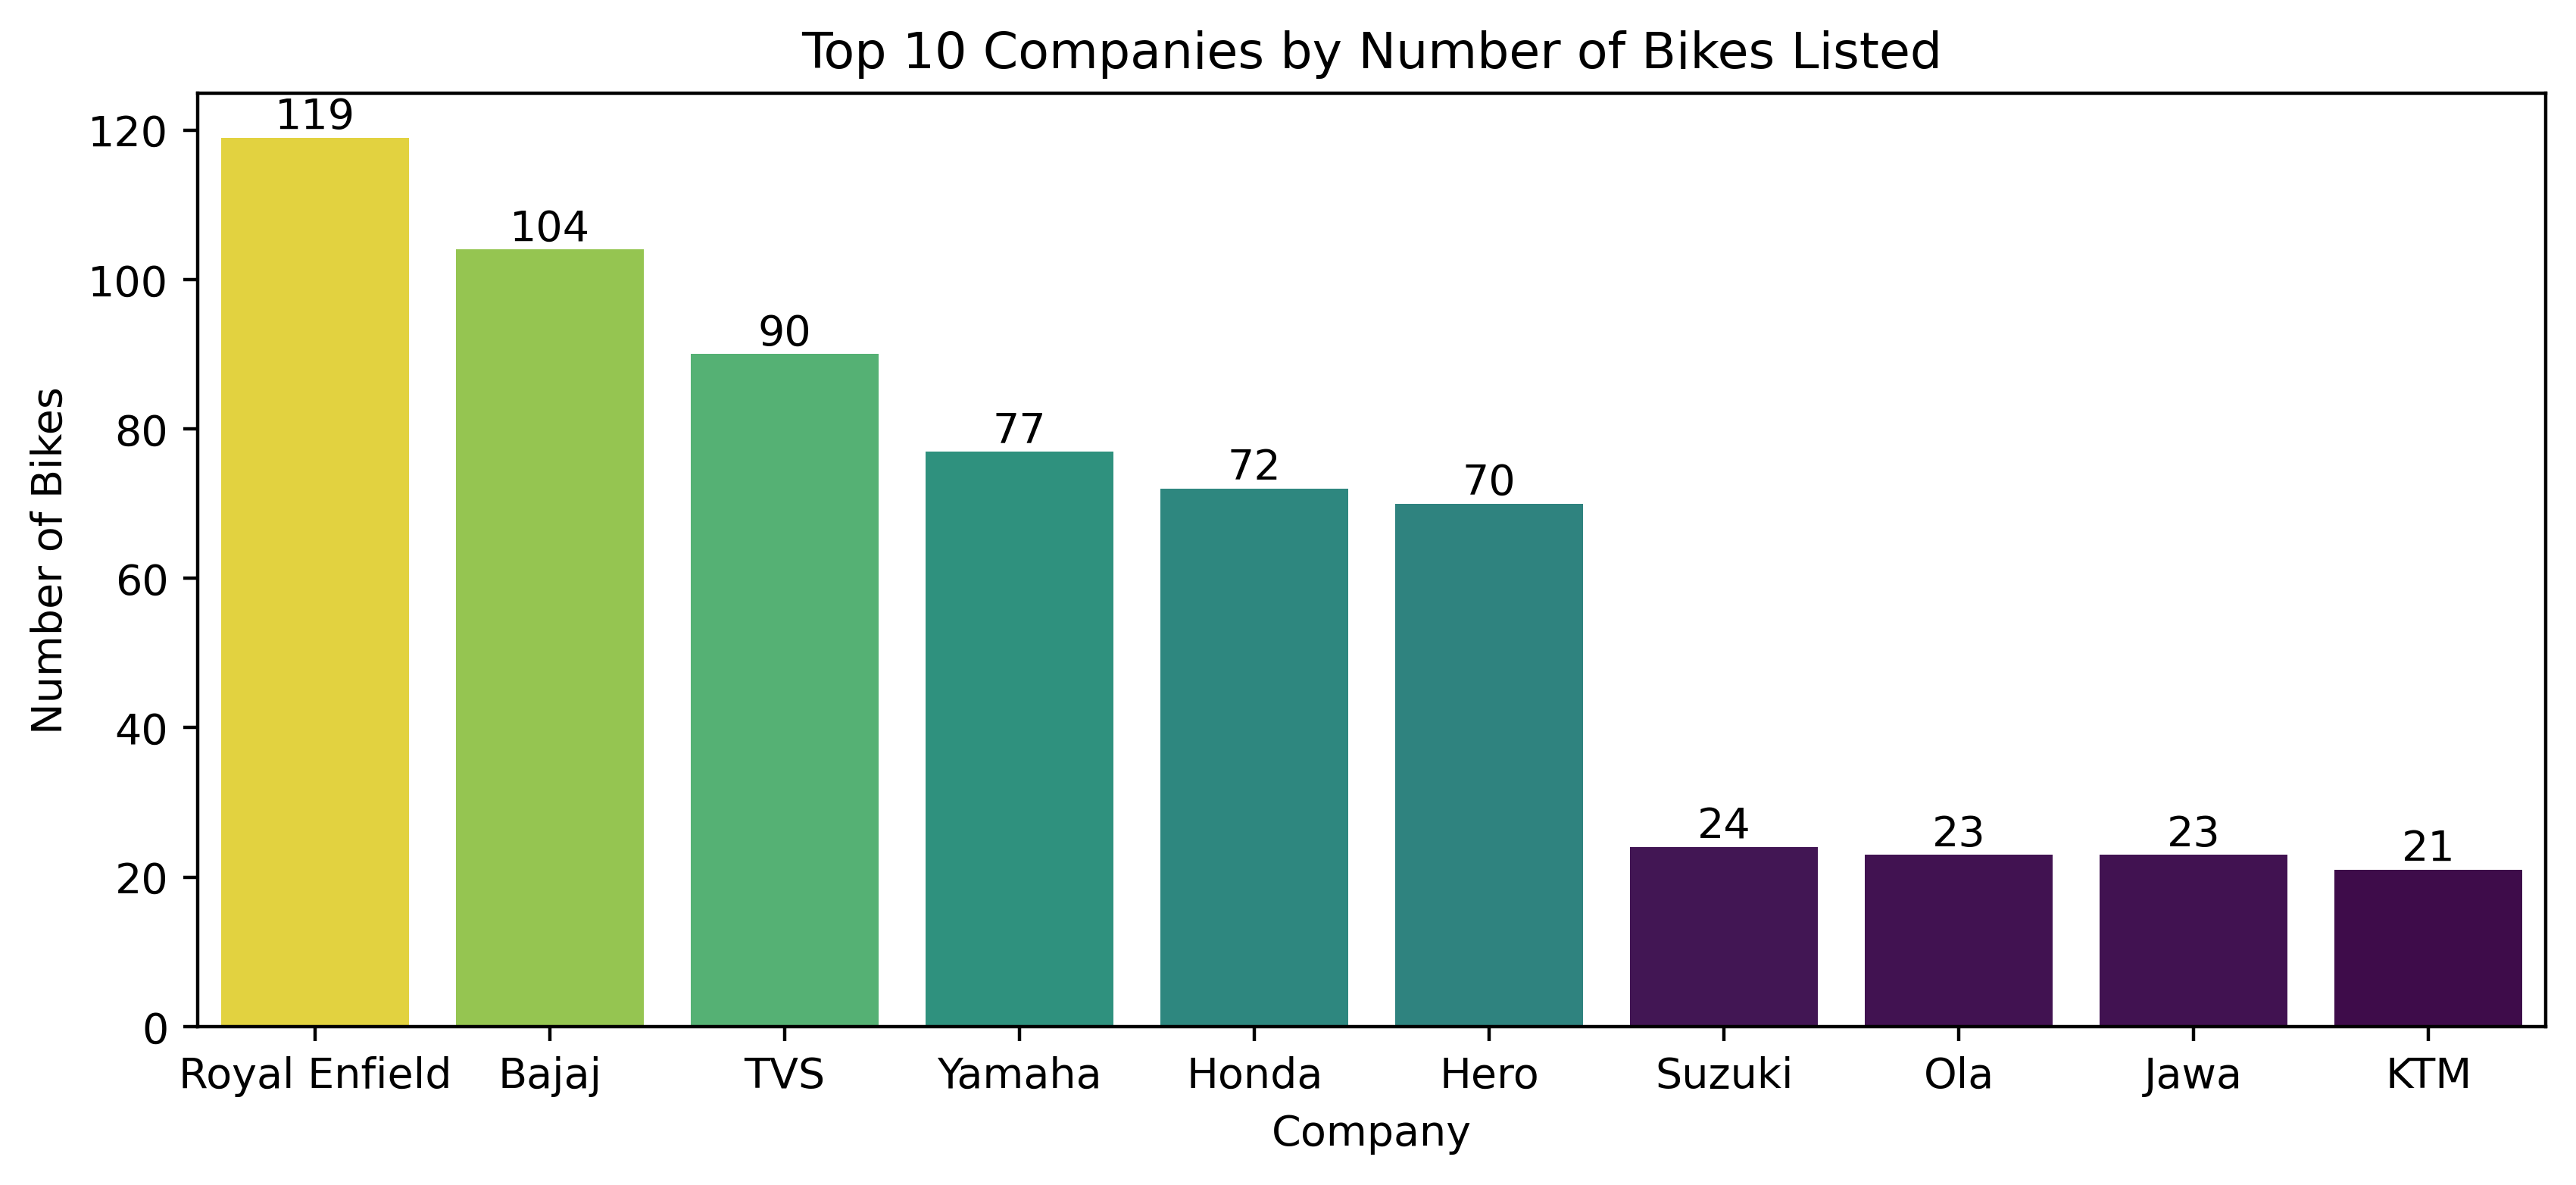 Top 10 Companies by Number of Bikes Listed
Number of Bikes
120
100
80
60
40
20
0
119
104
90
77
72
70
24
23
23
21
Royal Enfield
Bajaj
TVS
Yamaha
Honda
Hero
Suzuki
Ola
Jawa
KTM
Company